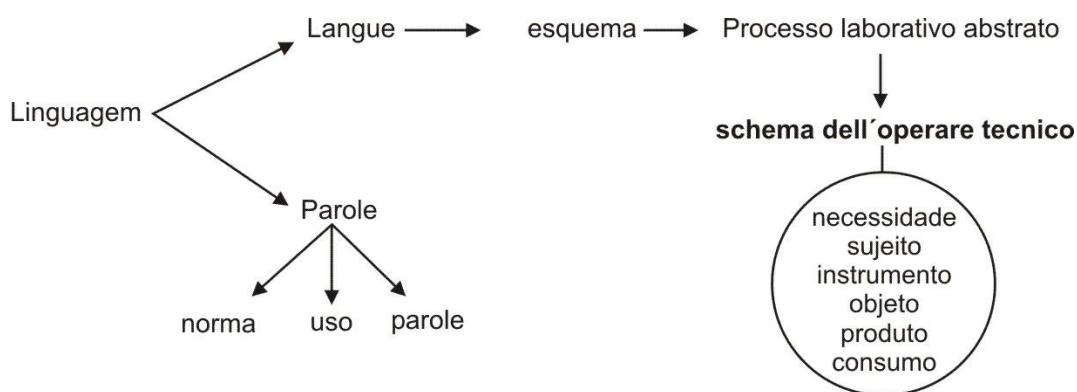 Langue esquema Processo laborativo abstrato
Linguagem
schema dell´operare tecnico
Parole
necessidade
sujeito
instrumento
objeto
produto
consumo
norma uso parole